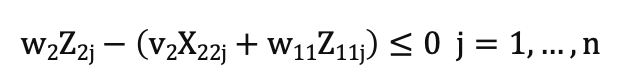 w₂Z₂ⱼ − (v₂X₂₂ⱼ + w₁₁Z₁₁ⱼ) ≤ 0 j = 1, … , n